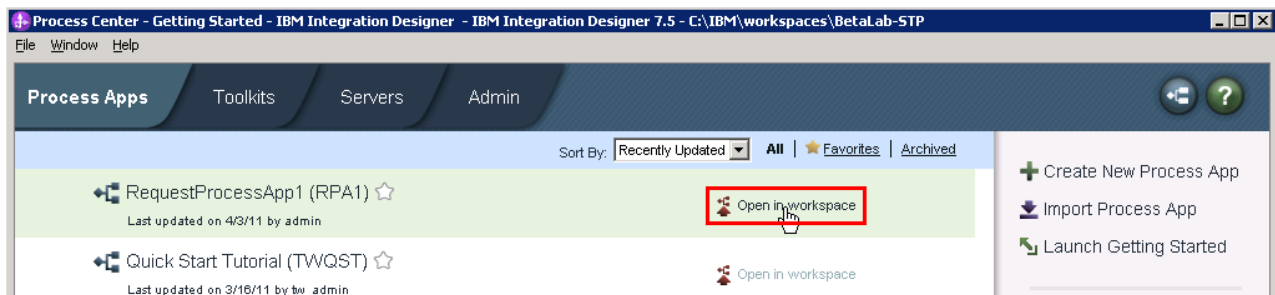 Process Center - Getting Started - IBM Integration Designer - IBM Integration Designer 7.5 - C:\IBM\workspaces\BetaLab-STP
File Window Help
Process Apps Toolkits Servers Admin
?
Sort By: Recently Updated All | Favorites | Archived
Create New Process App
RequestProcessApp1 (RPA1)
Open in workspace
Import Process App
Last updated on 4/3/11 by admin
Launch Getting Started
Quick Start Tutorial (TWQST)
Open in workspace
Last updated on 3/16/11 by tw_admin